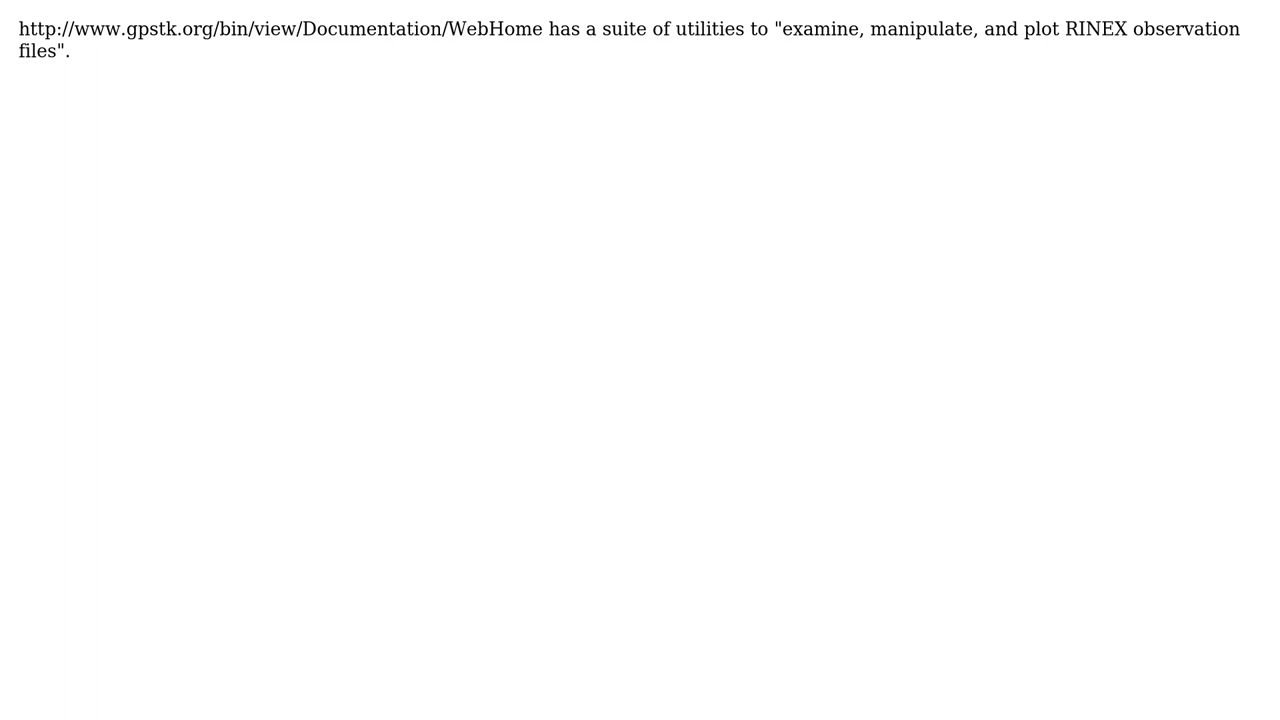 http://www.gpstk.org/bin/view/Documentation/WebHome has a suite of utilities to "examine, manipulate, and plot RINEX observation
files".